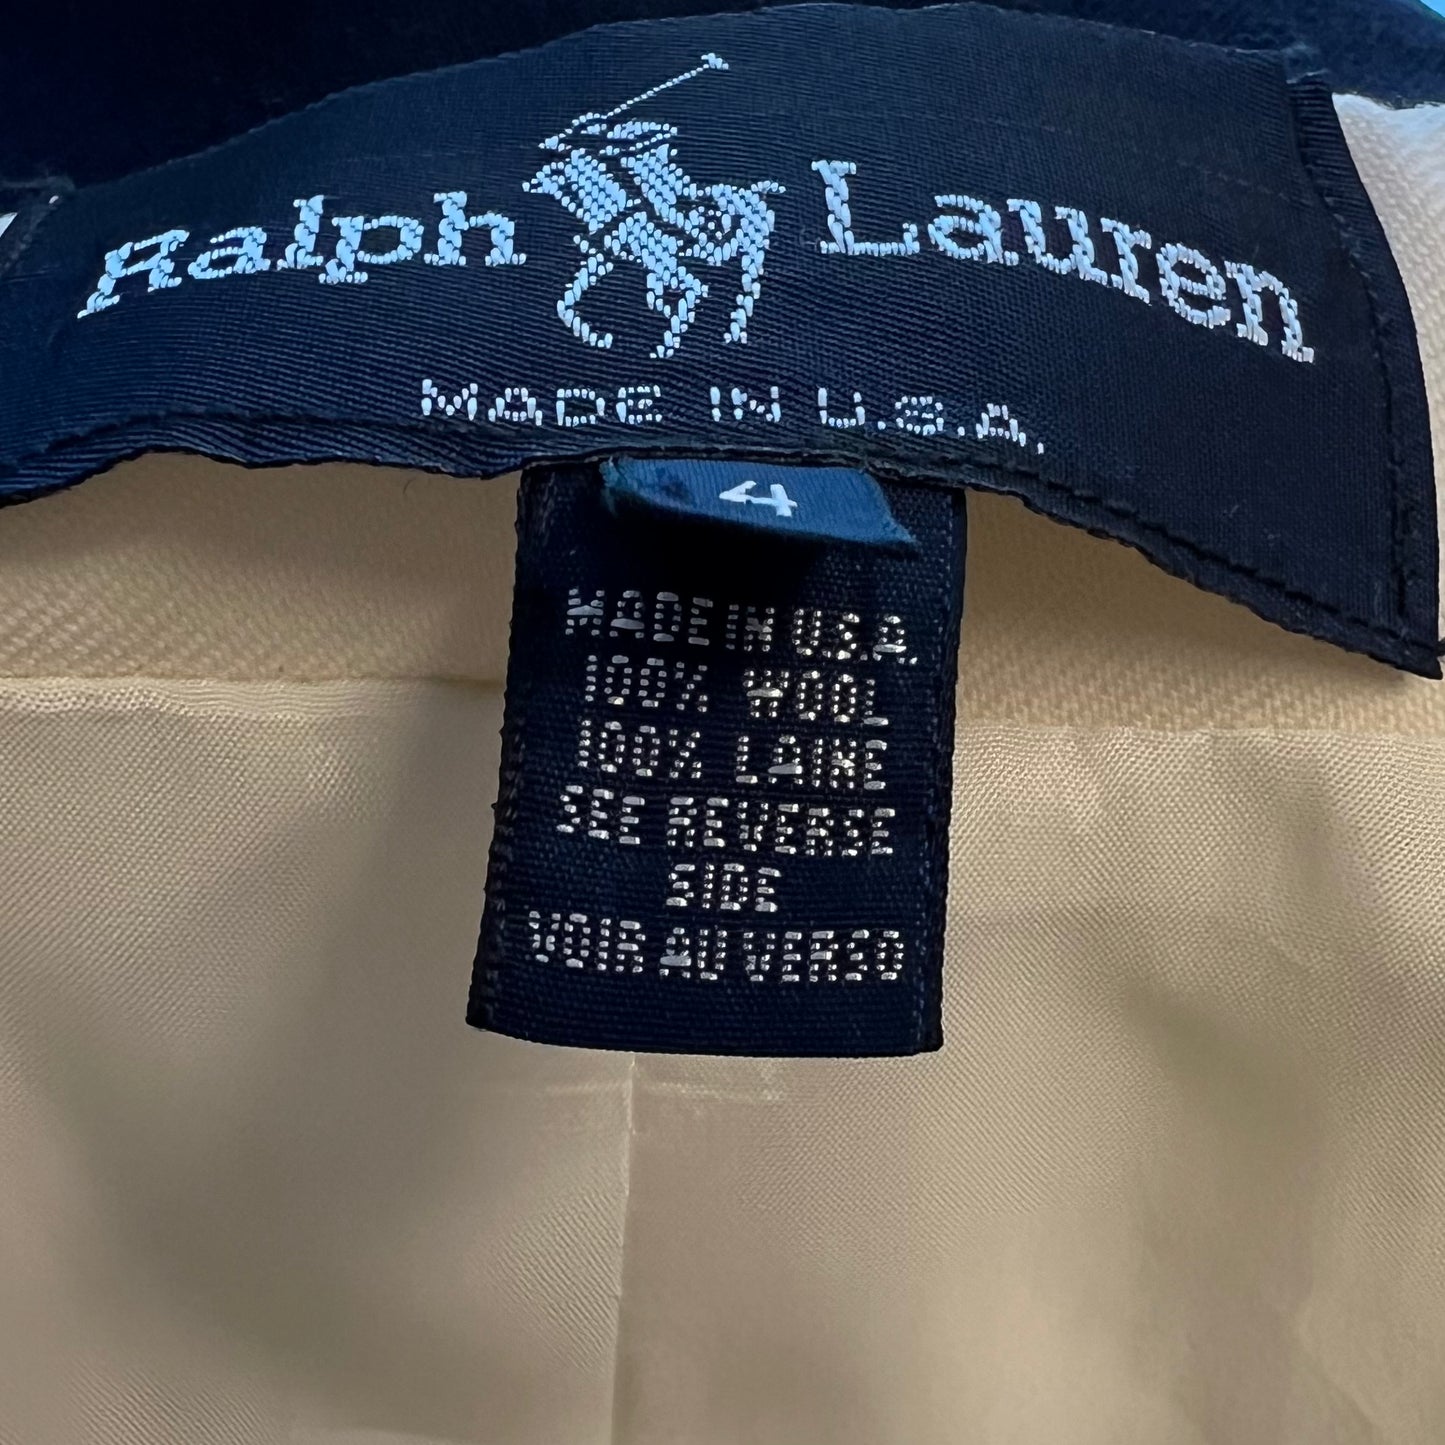 Ralph Lauren
MADE IN U.S.A.
4
MADE IN U.S.A.
100% WOOL
100% LAINE
SEE REVERSE
SIDE
VOIR AU VERSO